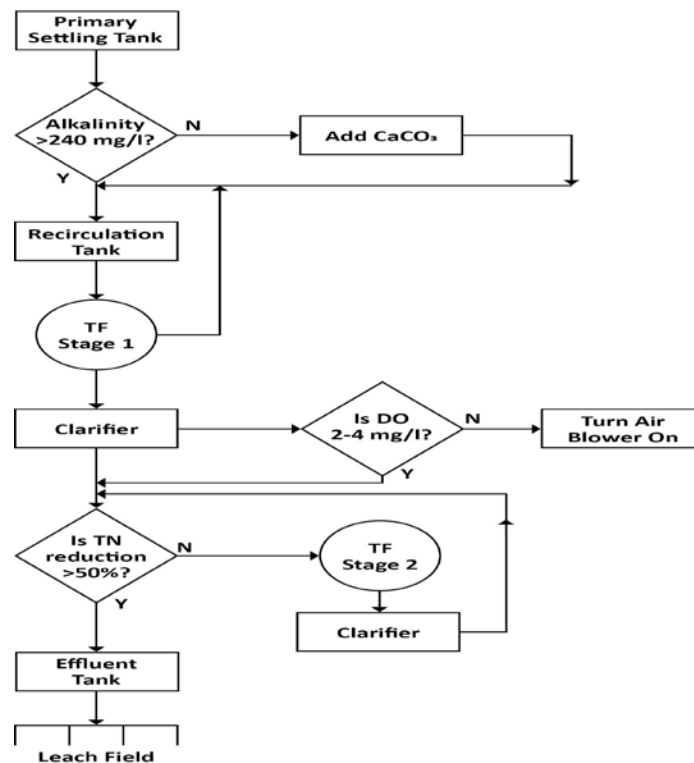 Primary
Settling Tank
Alkalinity
>240 mg/l?
N
Add CaCO₃
Y
Recirculation
Tank
TF
Stage 1
Clarifier
Is DO
2-4 mg/l?
N
Turn Air
Blower On
Y
Is TN
reduction
>50%?
N
TF
Stage 2
Y
Clarifier
Effluent
Tank
Leach Field